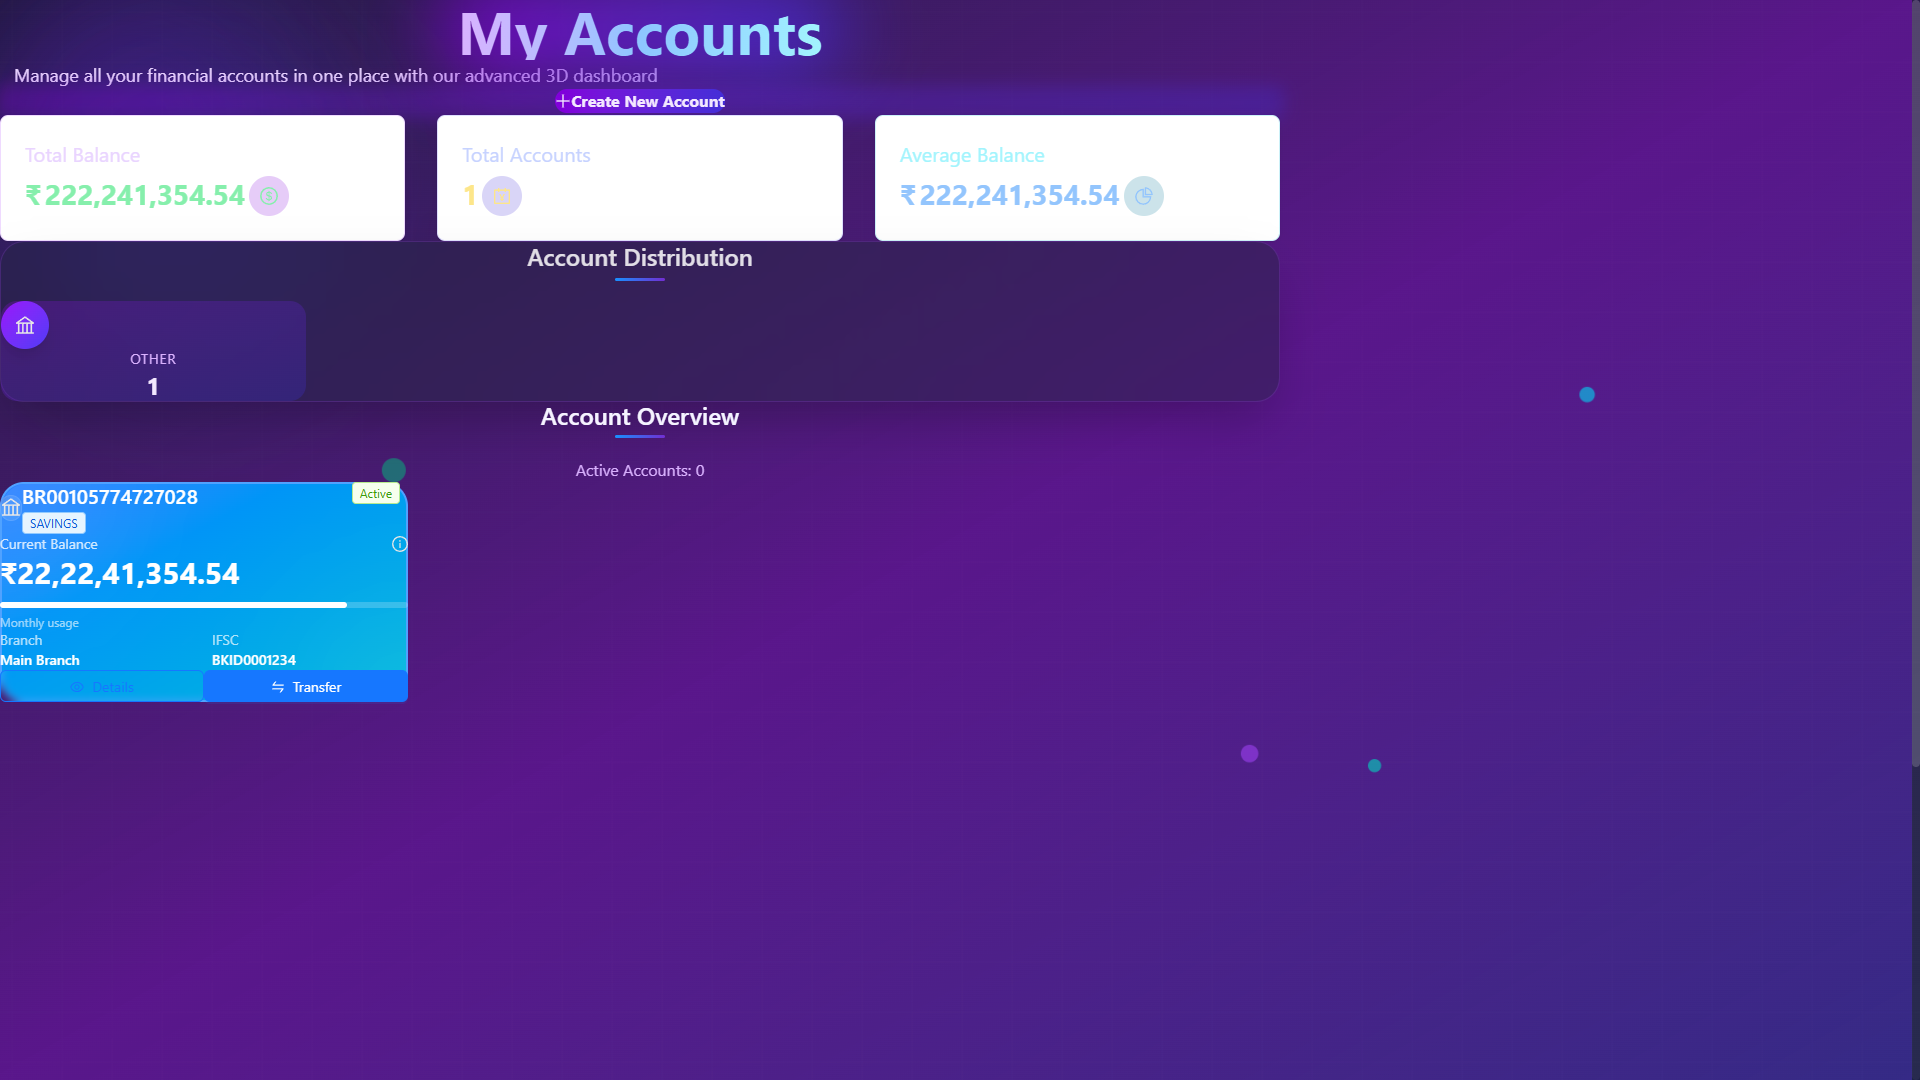 My Accounts
Manage all your financial accounts in one place with our advanced 3D dashboard
Create New Account
Total Balance
₹222,241,354.54
Total Accounts
1
Average Balance
₹222,241,354.54
Account Distribution
OTHER
1
Account Overview
Active Accounts: 0
BR00105774727028
Active
SAVINGS
Current Balance
₹22,22,41,354.54
Monthly usage
Branch
IFSC
Main Branch
BKID0001234
Details
Transfer